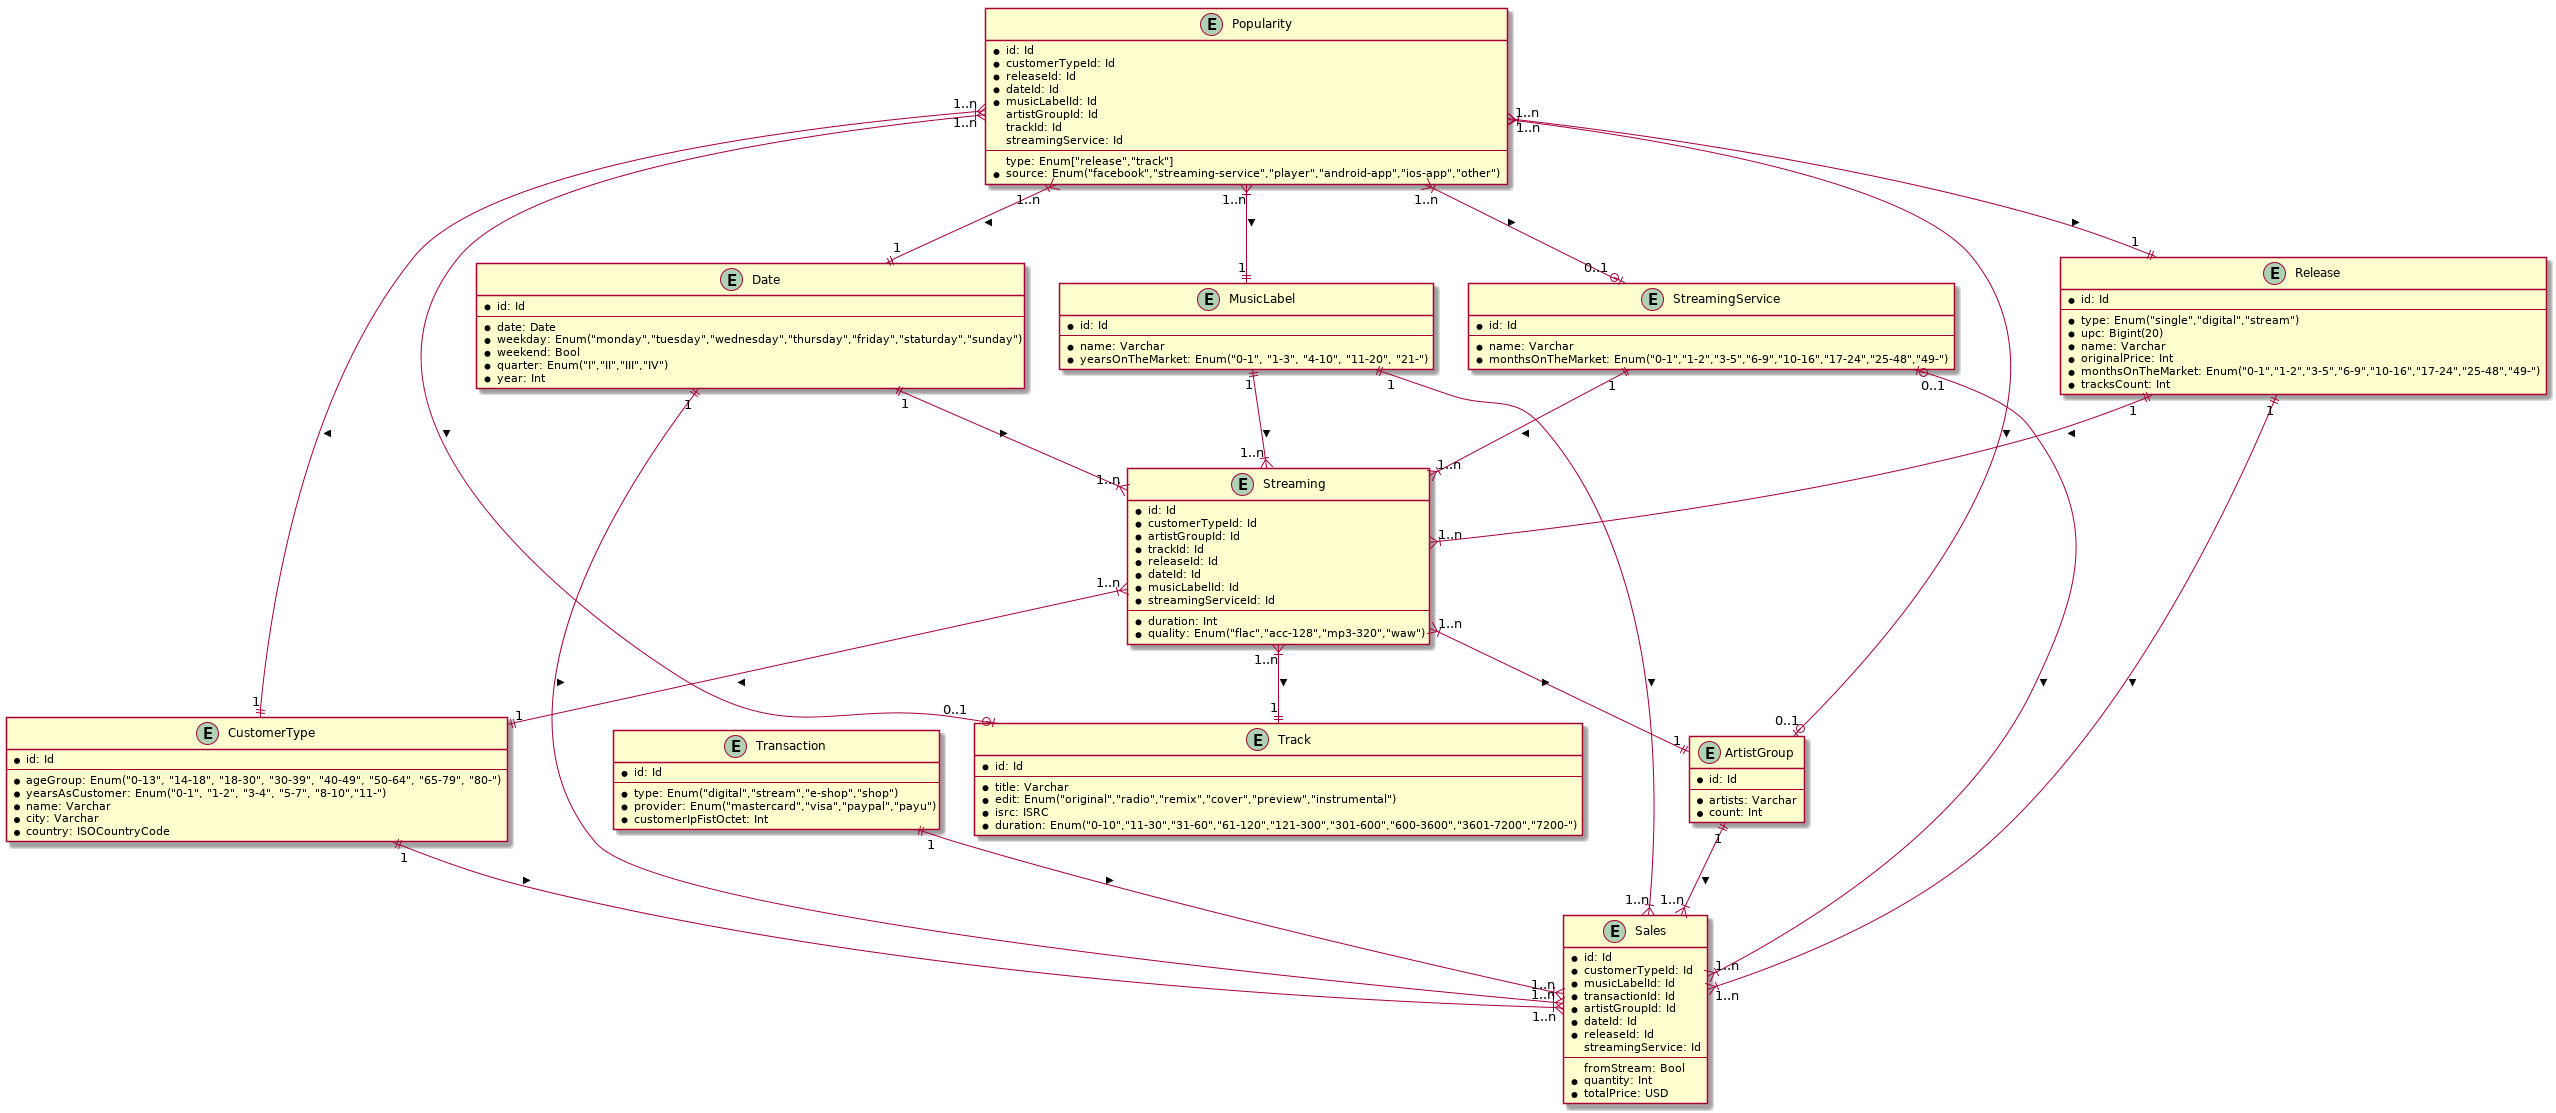 E Popularity
id: Id
customerTypeId: Id
releaseId: Id
dateId: Id
musicLabelId: Id
artistGroupId: Id
trackId: Id
streamingService: Id
type: Enum["release","track"]
source: Enum("facebook","streaming-service","player","android-app","ios-app","other")
1..n
1..n
1..n
1..n
1..n
1..n
1..n
1
1
0..1
1
E Date
id: Id
date: Date
weekday: Enum("monday","tuesday","wednesday","thursday","friday","staturday","sunday")
weekend: Bool
quarter: Enum("I","II","III","IV")
year: Int
E MusicLabel
id: Id
name: Varchar
yearsOnTheMarket: Enum("0-1", "1-3", "4-10", "11-20", "21-")
E StreamingService
id: Id
name: Varchar
monthsOnTheMarket: Enum("0-1","1-2","3-5","6-9","10-16","17-24","25-48","49-")
E Release
id: Id
type: Enum("single","digital","stream")
upc: Bigint(20)
name: Varchar
originalPrice: Int
monthsOnTheMarket: Enum("0-1","1-2","3-5","6-9","10-16","17-24","25-48","49-")
tracksCount: Int
1
1
1
1
1
0..1
1
1
1..n
1..n
1..n
1..n
1..n
1..n
1..n
E Streaming
id: Id
customerTypeId: Id
artistGroupId: Id
trackId: Id
releaseId: Id
dateId: Id
musicLabelId: Id
streamingServiceId: Id
duration: Int
quality: Enum("flac","acc-128","mp3-320","waw")
1
1
0..1
1
1
0..1
E CustomerType
id: Id
ageGroup: Enum("0-13", "14-18", "18-30", "30-39", "40-49", "50-64", "65-79", "80-")
yearsAsCustomer: Enum("0-1", "1-2", "3-4", "5-7", "8-10","11-")
name: Varchar
city: Varchar
country: ISOCountryCode
E Transaction
id: Id
type: Enum("digital","stream","e-shop","shop")
provider: Enum("mastercard","visa","paypal","payu")
customerIpFistOctet: Int
E Track
id: Id
title: Varchar
edit: Enum("original","radio","remix","cover","preview","instrumental")
isrc: ISRC
duration: Enum("0-10","11-30","31-60","61-120","121-300","301-600","600-3600","3601-7200","7200-")
E ArtistGroup
id: Id
artists: Varchar
count: Int
1
1
1
1..n
1..n
1..n
1..n
1..n
1..n
1..n
E Sales
id: Id
customerTypeId: Id
musicLabelId: Id
transactionId: Id
artistGroupId: Id
dateId: Id
releaseId: Id
streamingService: Id
fromStream: Bool
quantity: Int
totalPrice: USD